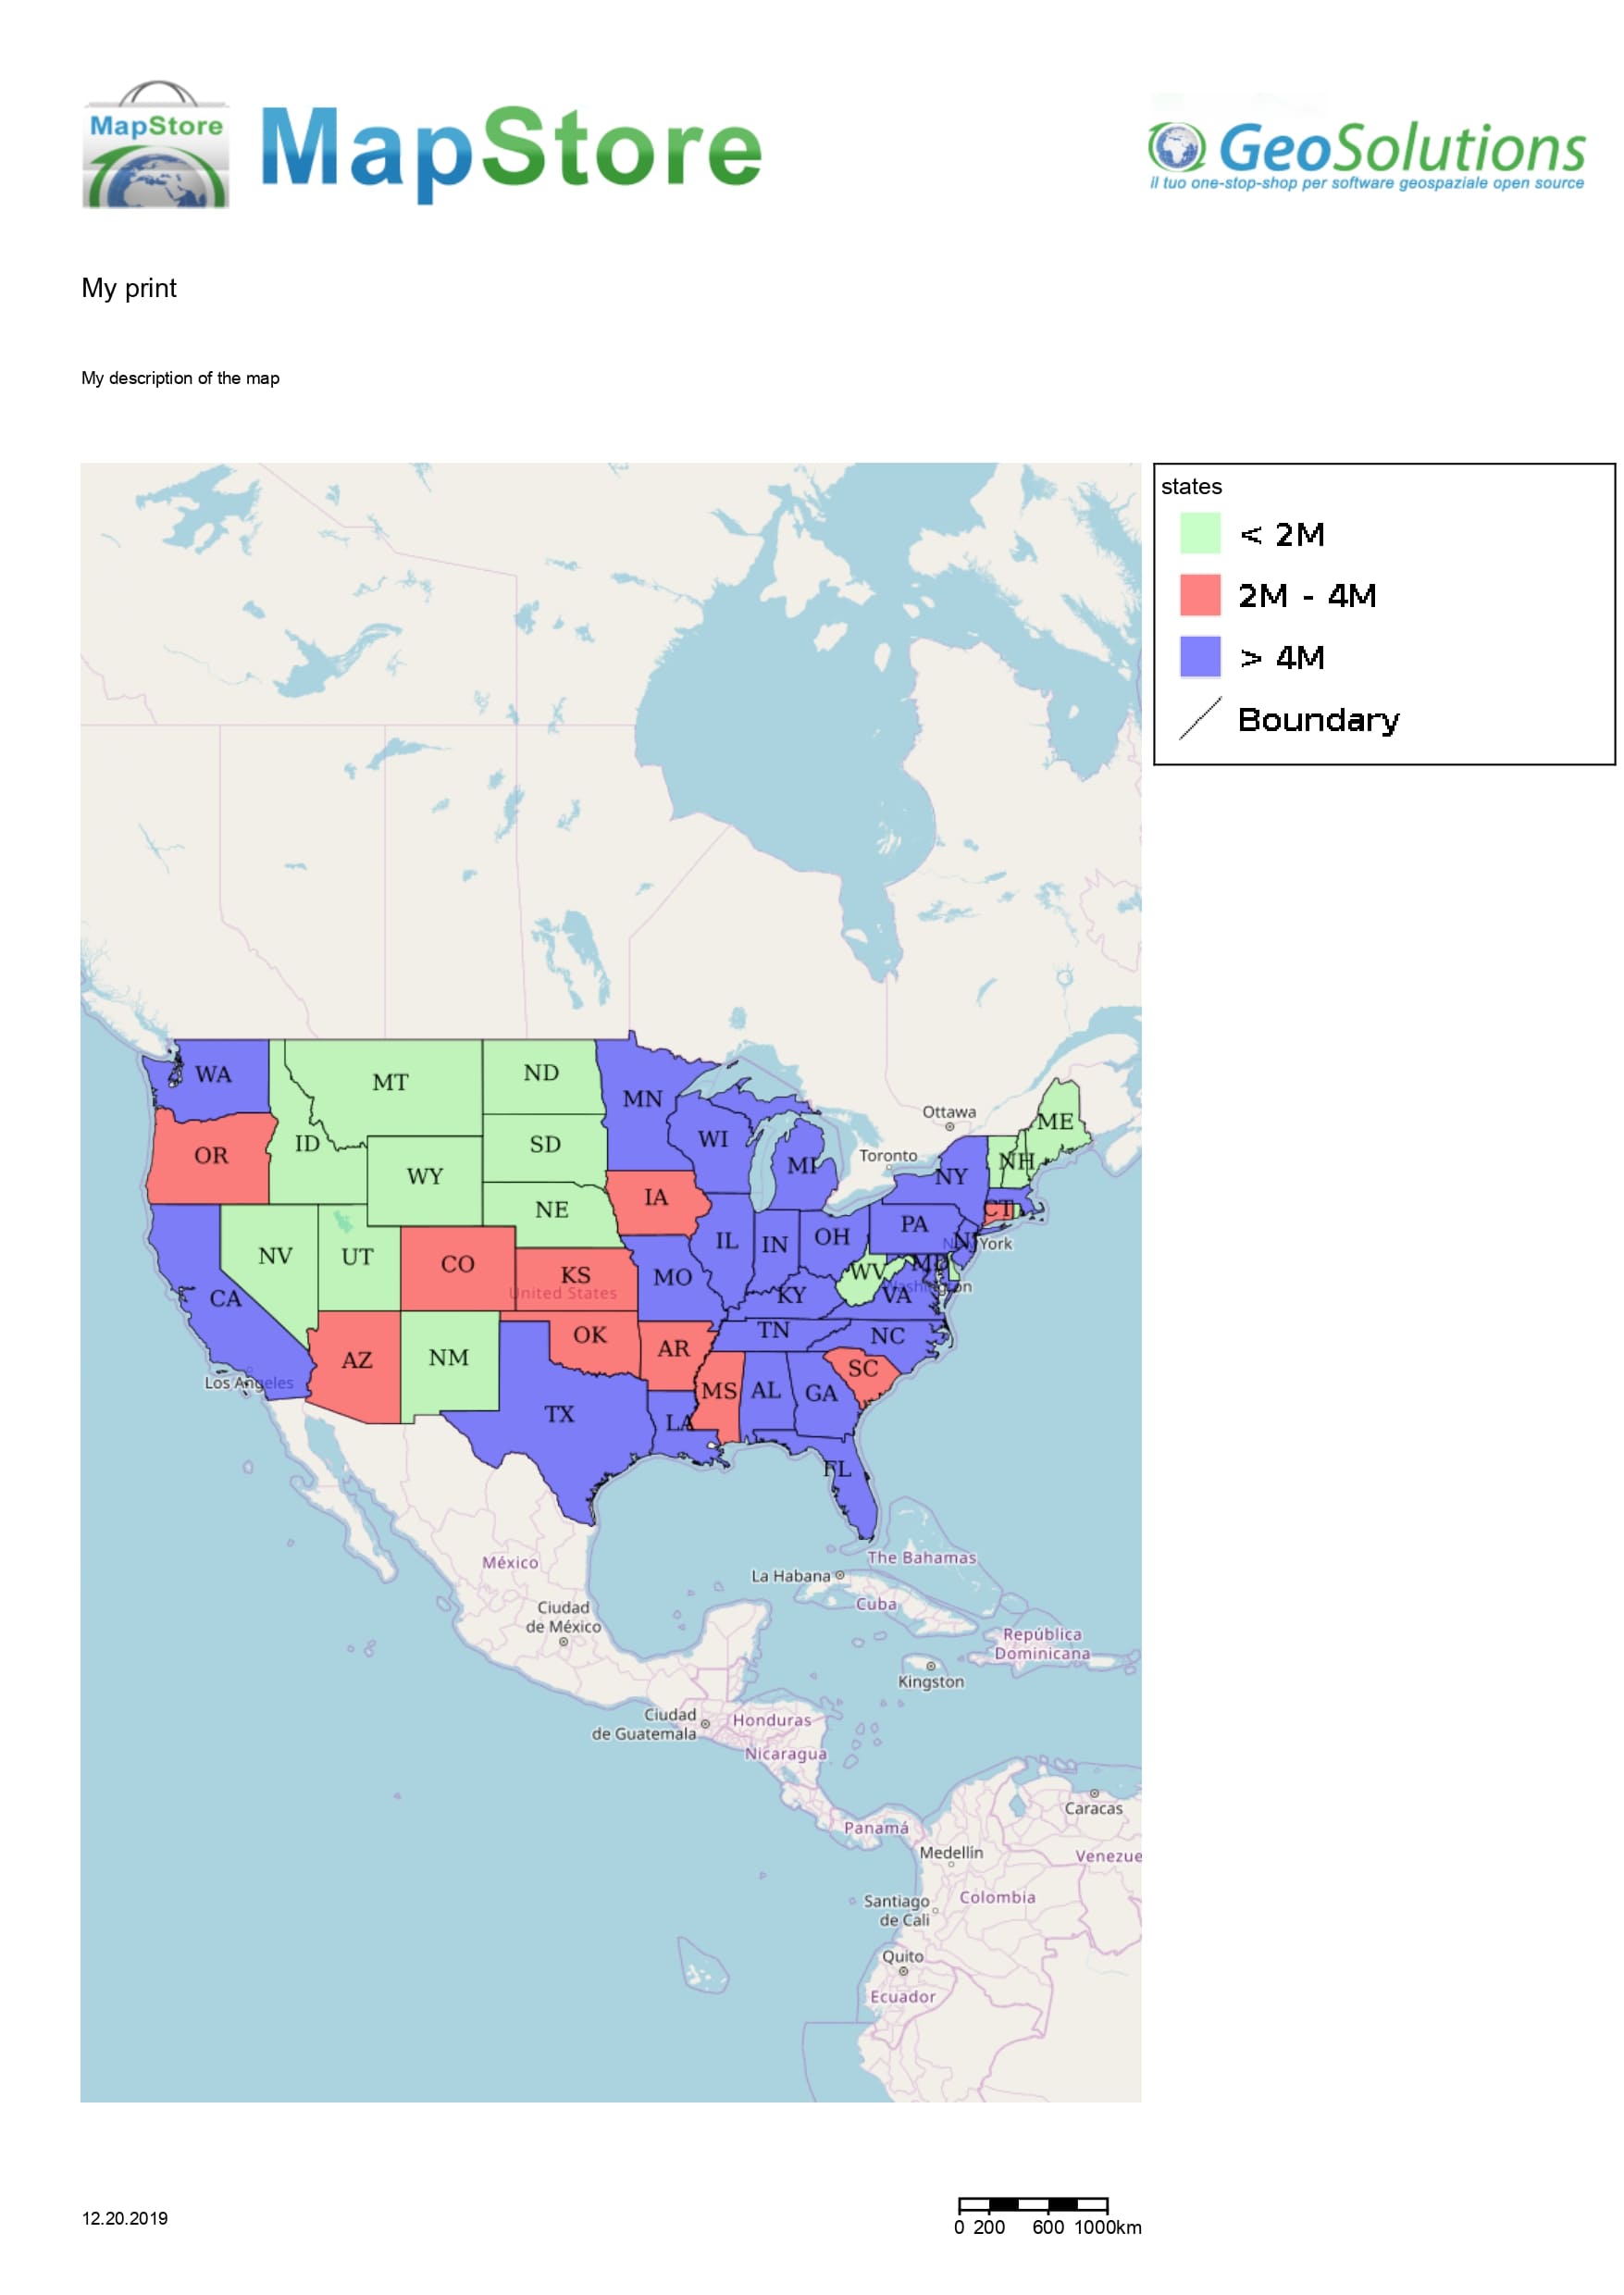 MapStore
MapStore
GeoSolutions
il tuo one-stop-shop per software geospaziale open source
My print
My description of the map
states
< 2M
2M - 4M
> 4M
Boundary
WA
MT
ND
MN
OR
ID
SD
WI
MI
WY
NE
IA
NY
NH
ME
CT
Ottawa
Toronto
NV
UT
CO
KS
United States
MO
IL
IN
OH
PA
NJ
York
MD
WV
VA
Washington
CA
KY
TN
NC
AZ
NM
OK
AR
SC
MS
AL
GA
Los Angeles
TX
LA
FL
The Bahamas
México
La Habana
Cuba
Ciudad
de México
República
Dominicana
Kingston
Ciudad
de Guatemala
Honduras
Nicaragua
Caracas
Panamá
Medellín
Venezue
Santiago
de Cali
Colombia
Quito
Ecuador
12.20.2019
0 200 600 1000km